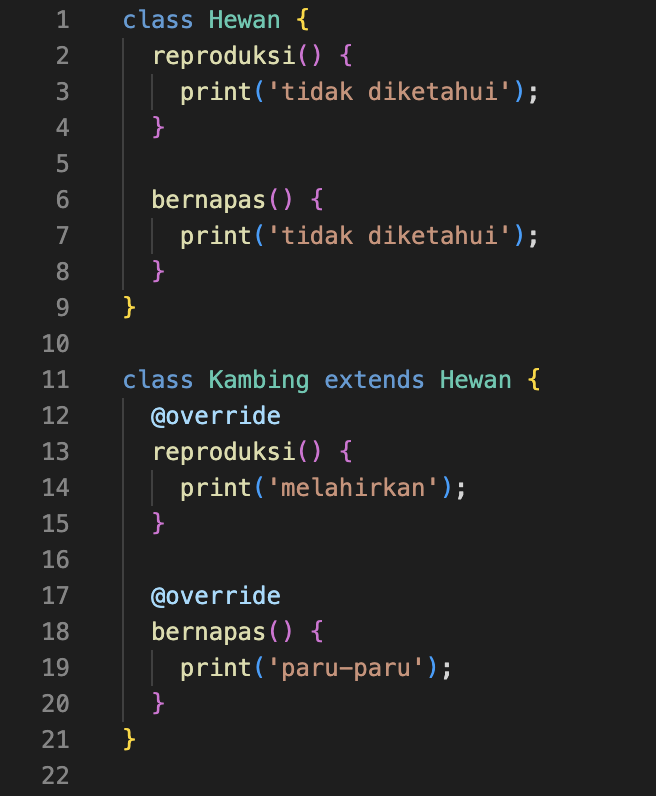 1 class Hewan {
2 reproduksi() {
3 print('tidak diketahui');
4 }
5
6 bernapas() {
7 print('tidak diketahui');
8 }
9 }
10
11 class Kambing extends Hewan {
12 @override
13 reproduksi() {
14 print('melahirkan');
15 }
16
17 @override
18 bernapas() {
19 print('paru-paru');
20 }
21 }
22